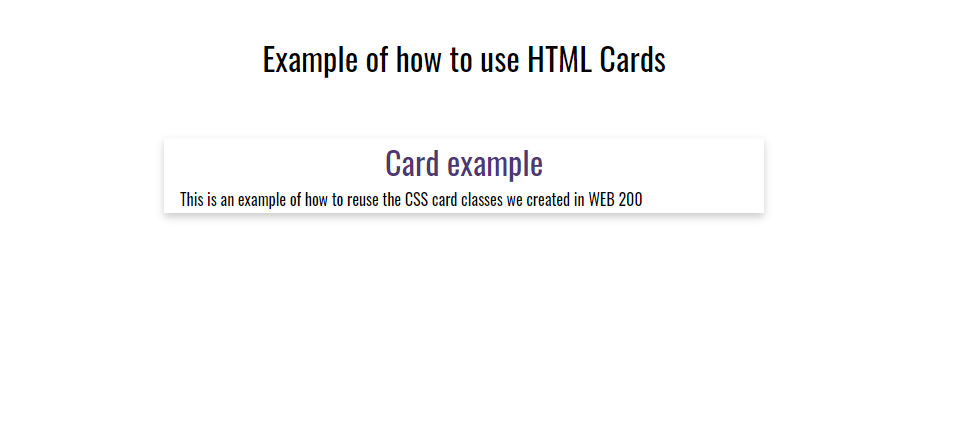 Example of how to use HTML Cards
Card example
This is an example of how to reuse the CSS card classes we created in WEB 200